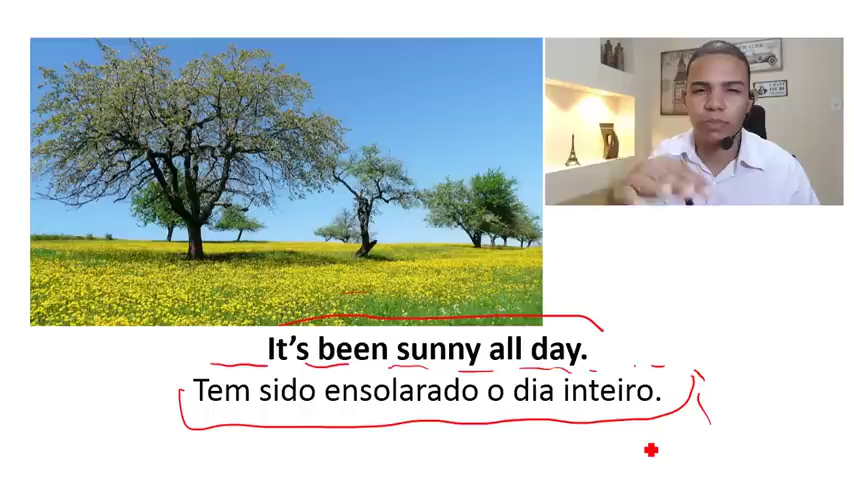 It's been sunny all day.
Tem sido ensolarado o dia inteiro.